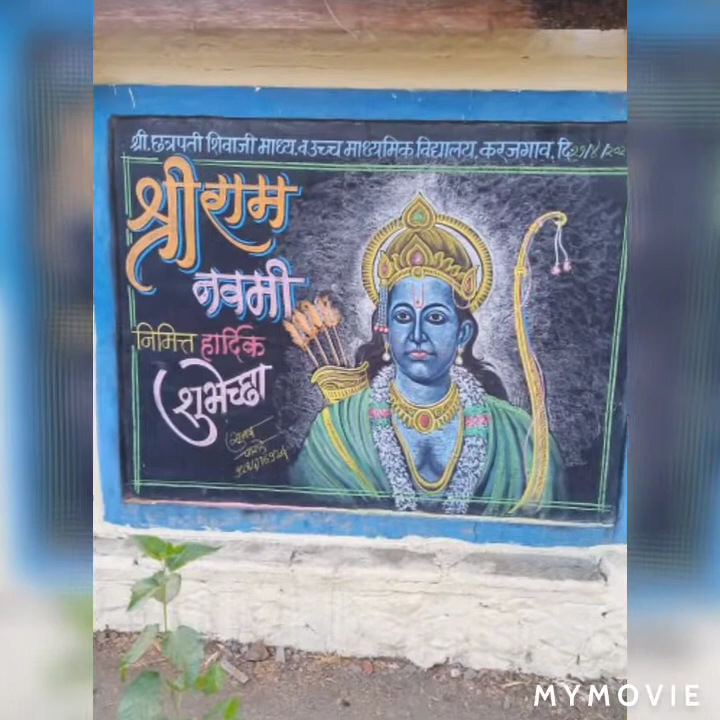 श्री. छत्रपती शिवाजी माध्य. व उच्च माध्यमिक विद्यालय, करजगाव, दि
श्रीराम
नवमी
निमित्त हार्दिक
शुभेच्छा
MYMOVIE